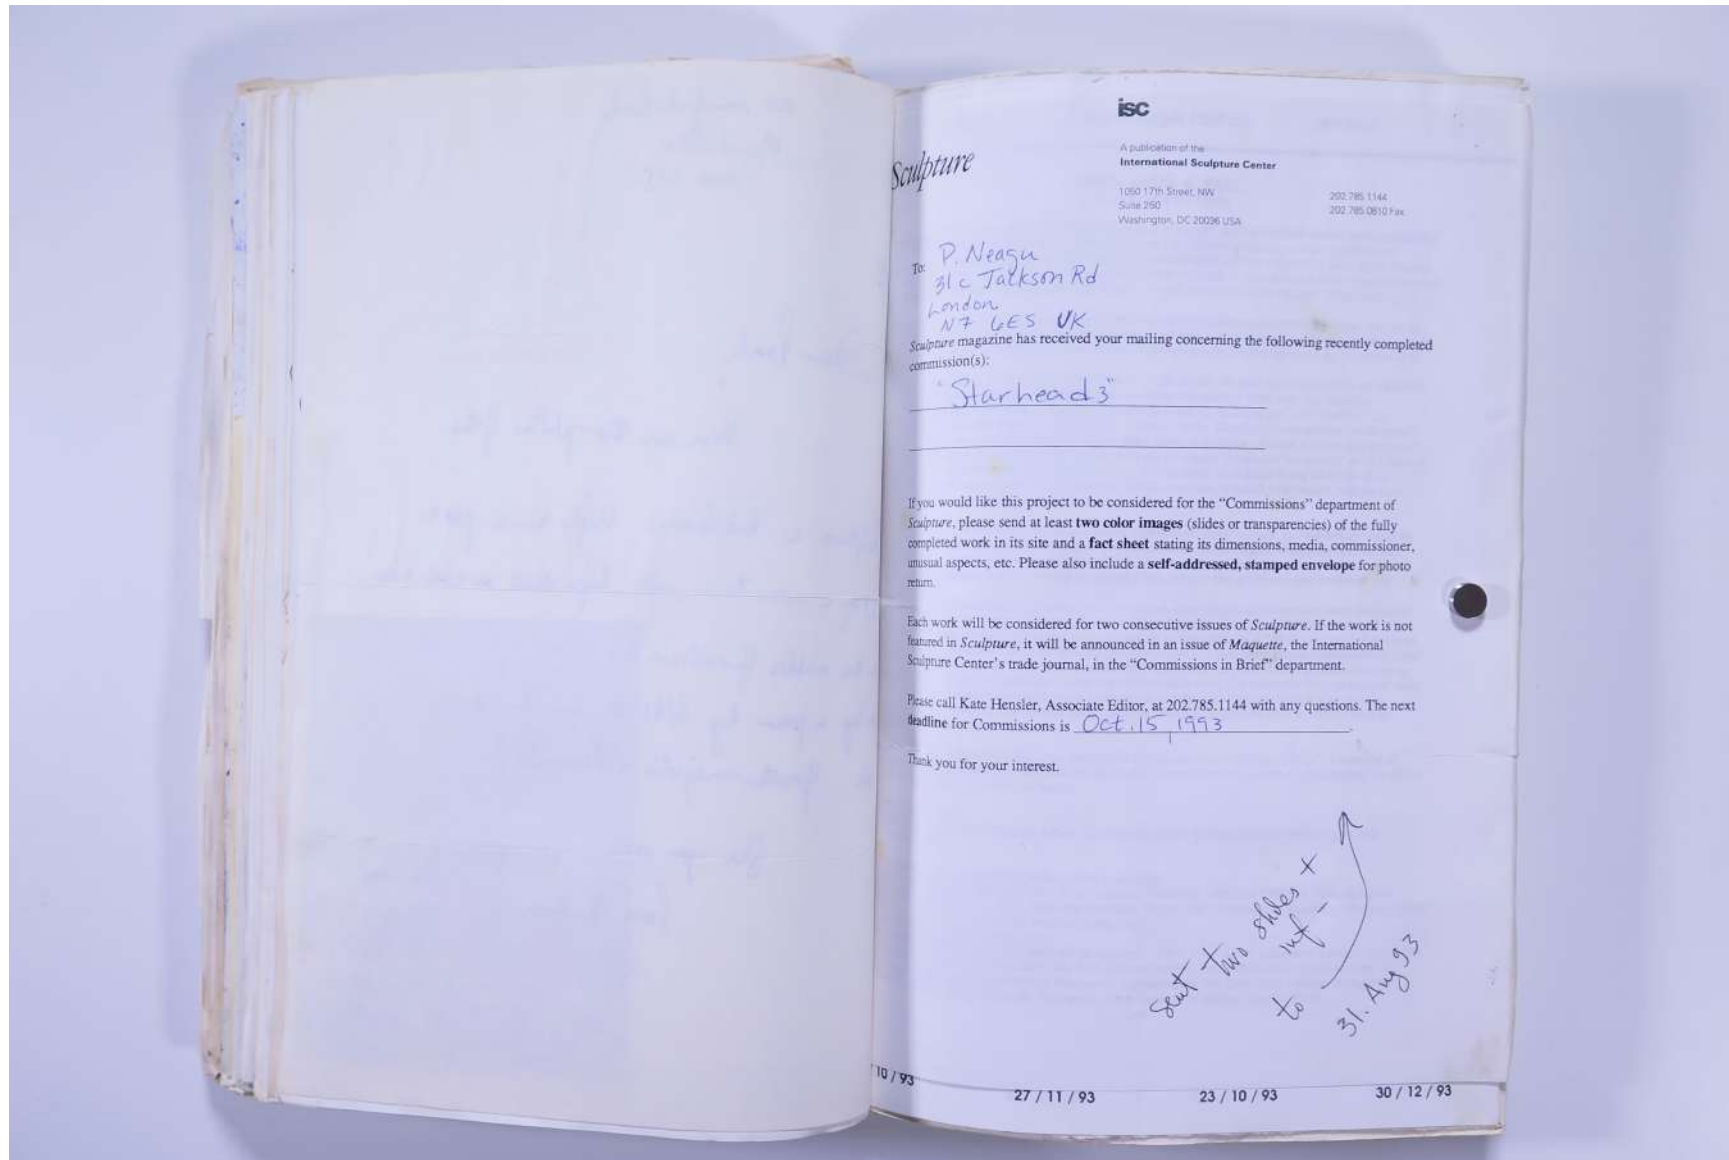 isc
Sculpture
A publication of the
International Sculpture Center
1050 17th Street, NW
Suite 250
Washington, DC 20036 USA
202.785.1144
202.785.0810 Fax
To: P. Neagu
31c Jackson Rd
London
N7 6ES UK
Sculpture magazine has received your mailing concerning the following recently completed
commission(s):
"Starhead3"
If you would like this project to be considered for the “Commissions” department of
Sculpture, please send at least two color images (slides or transparencies) of the fully
completed work in its site and a fact sheet stating its dimensions, media, commissioner,
unusual aspects, etc. Please also include a self-addressed, stamped envelope for photo
return.
Each work will be considered for two consecutive issues of Sculpture. If the work is not
featured in Sculpture, it will be announced in an issue of Maquette, the International
Sculpture Center's trade journal, in the “Commissions in Brief” department.
Please call Kate Hensler, Associate Editor, at 202.785.1144 with any questions. The next
deadline for Commissions is Oct. 15, 1993.
Thank you for your interest.
sent two slides +
inf -
to
31. Aug 93
10 / 93
27 / 11 / 93
23 / 10 / 93
30 / 12 / 93